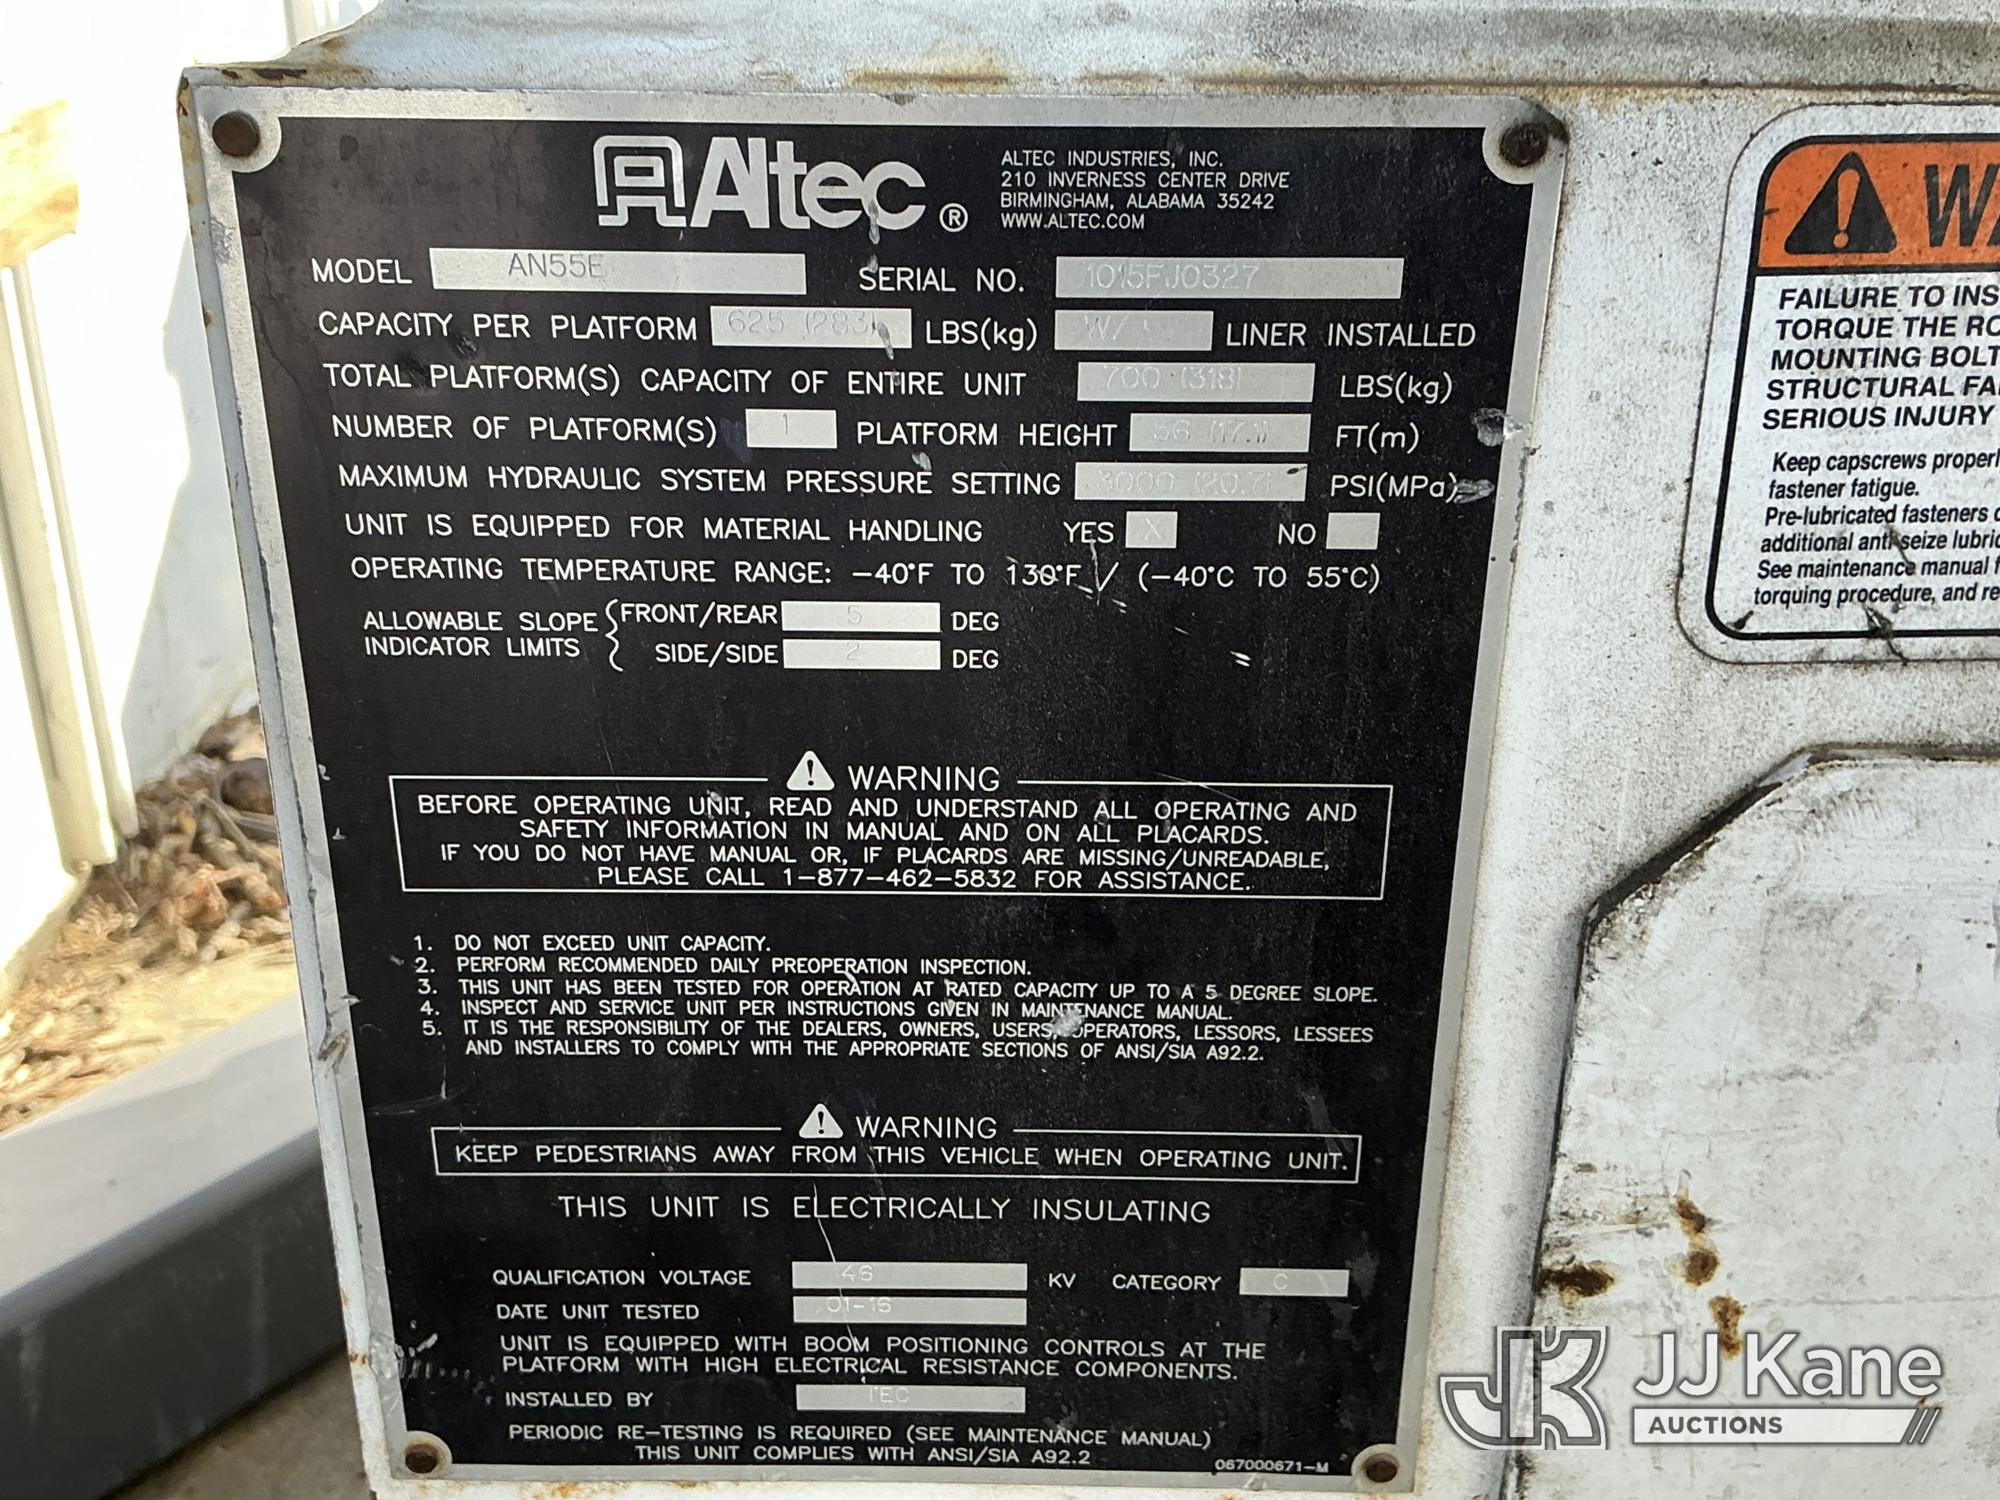 Altec®
ALTEC INDUSTRIES, INC.
210 INVERNESS CENTER DRIVE
BIRMINGHAM, ALABAMA 35242
WWW.ALTEC.COM
MODEL AN55E SERIAL NO. 1015FJ0327
CAPACITY PER PLATFORM 625 (283) LBS(kg) W/ LINER INSTALLED
TOTAL PLATFORM(S) CAPACITY OF ENTIRE UNIT 700 (318) LBS(kg)
NUMBER OF PLATFORM(S) 1 PLATFORM HEIGHT 56 (17.1) FT(m)
MAXIMUM HYDRAULIC SYSTEM PRESSURE SETTING 3000 (20.7) PSI(MPa)
UNIT IS EQUIPPED FOR MATERIAL HANDLING YES X NO
OPERATING TEMPERATURE RANGE: -40°F TO 130°F / (-40°C TO 55°C)
ALLOWABLE SLOPE INDICATOR LIMITS
FRONT/REAR 5 DEG
SIDE/SIDE 2 DEG
WARNING
BEFORE OPERATING UNIT, READ AND UNDERSTAND ALL OPERATING AND
SAFETY INFORMATION IN MANUAL AND ON ALL PLACARDS.
IF YOU DO NOT HAVE MANUAL OR, IF PLACARDS ARE MISSING/UNREADABLE,
PLEASE CALL 1-877-462-5832 FOR ASSISTANCE.
1. DO NOT EXCEED UNIT CAPACITY.
2. PERFORM RECOMMENDED DAILY PREOPERATION INSPECTION.
3. THIS UNIT HAS BEEN TESTED FOR OPERATION AT RATED CAPACITY UP TO A 5 DEGREE SLOPE.
4. INSPECT AND SERVICE UNIT PER INSTRUCTIONS GIVEN IN MAINTENANCE MANUAL.
5. IT IS THE RESPONSIBILITY OF THE DEALERS, OWNERS, USERS, OPERATORS, LESSORS, LESSEES
AND INSTALLERS TO COMPLY WITH THE APPROPRIATE SECTIONS OF ANSI/SIA A92.2.
WARNING
KEEP PEDESTRIANS AWAY FROM THIS VEHICLE WHEN OPERATING UNIT.
THIS UNIT IS ELECTRICALLY INSULATING
QUALIFICATION VOLTAGE 46 KV CATEGORY C
DATE UNIT TESTED 01-16
UNIT IS EQUIPPED WITH BOOM POSITIONING CONTROLS AT THE
PLATFORM WITH HIGH ELECTRICAL RESISTANCE COMPONENTS.
INSTALLED BY TEC
PERIODIC RE-TESTING IS REQUIRED (SEE MAINTENANCE MANUAL)
THIS UNIT COMPLIES WITH ANSI/SIA A92.2
067000671-M
WA
FAILURE TO INS
TORQUE THE RO
MOUNTING BOLT
STRUCTURAL FA
SERIOUS INJURY
Keep capscrews properl
fastener fatigue.
Pre-lubricated fasteners
additional anti-seize lubric
See maintenance manual f
torquing procedure, and re
JK JJ Kane
AUCTIONS